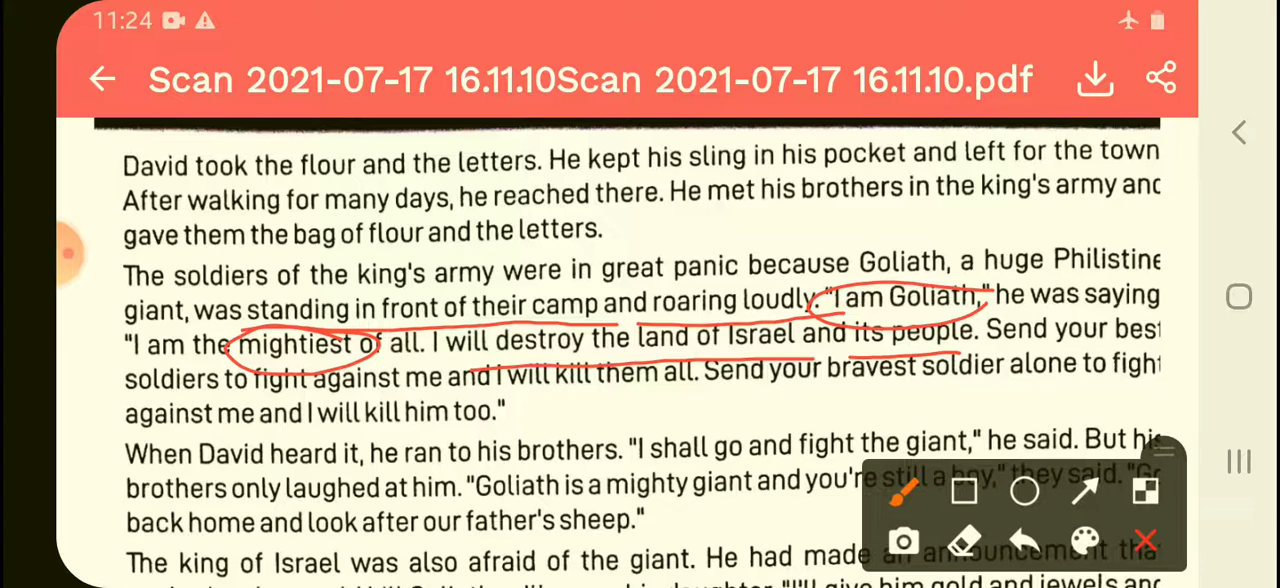 11:24
Scan 2021-07-17 16.11.10Scan 2021-07-17 16.11.10.pdf
David took the flour and the letters. He kept his sling in his pocket and left for the town
After walking for many days, he reached there. He met his brothers in the king's army and
gave them the bag of flour and the letters.
The soldiers of the king's army were in great panic because Goliath, a huge Philistine
giant, was standing in front of their camp and roaring loudly. "I am Goliath," he was saying
"I am the mightiest of all. I will destroy the land of Israel and its people. Send your best
soldiers to fight against me and I will kill them all. Send your bravest soldier alone to fight
against me and I will kill him too."
When David heard it, he ran to his brothers. "I shall go and fight the giant," he said. But his
brothers only laughed at him. "Goliath is a mighty giant and you're still a boy," they said. "Go
back home and look after our father's sheep."
The king of Israel was also afraid of the giant. He had made an announcement tha
give him gold and jewels and